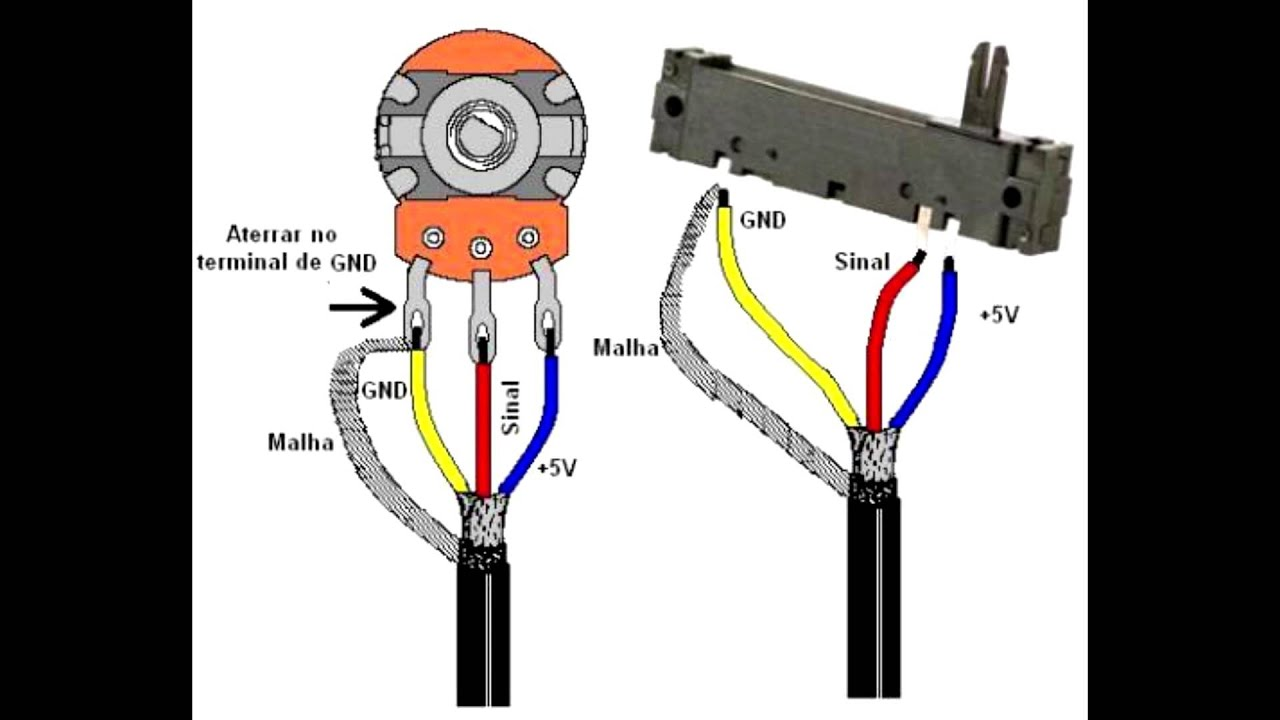 Aterrar no
terminal de GND
GND
Malha
Sinal
+5V
GND
Sinal
+5V
Malha